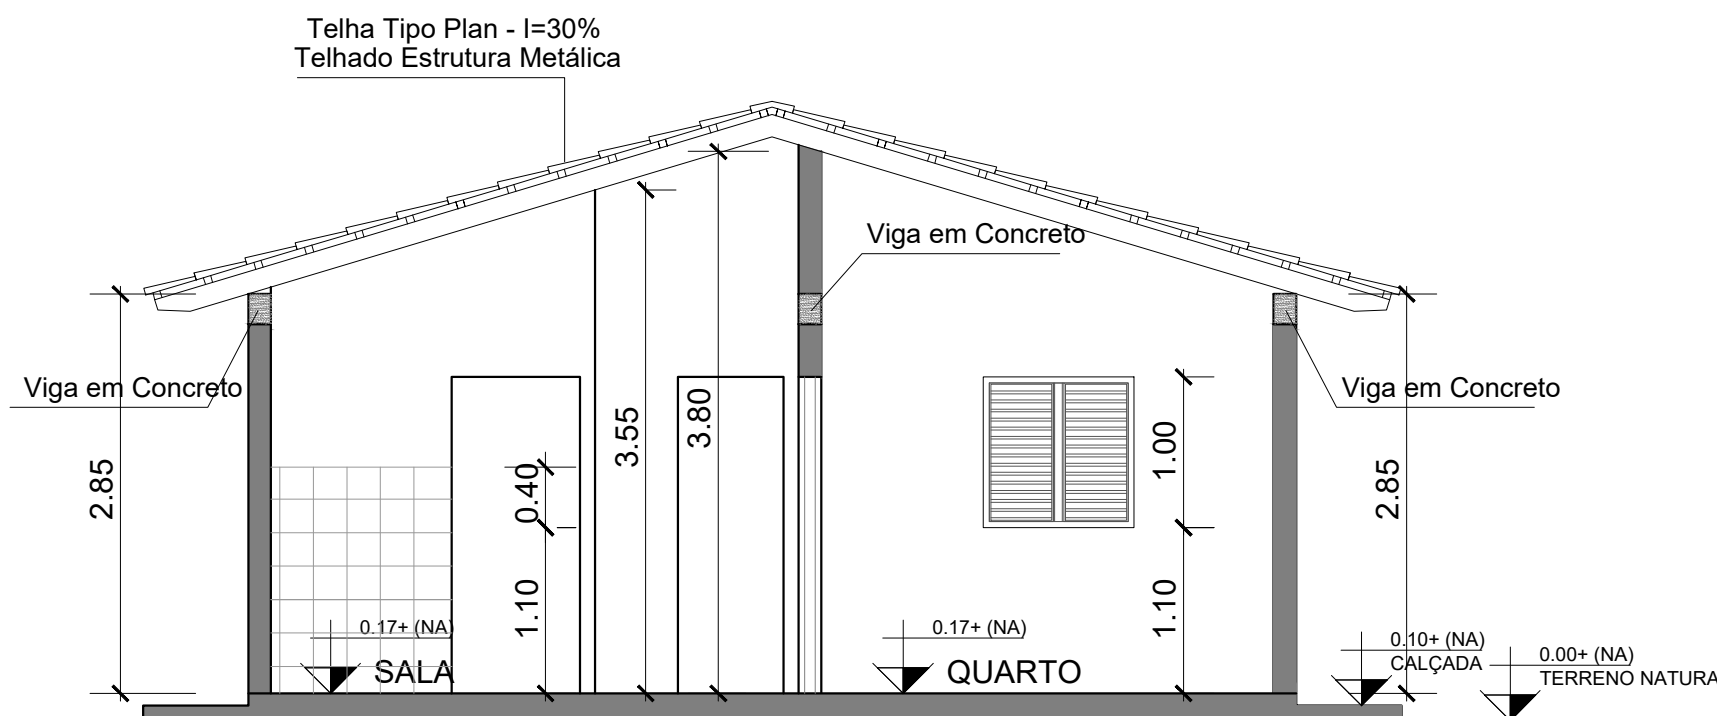 Telha Tipo Plan - I=30%
Telhado Estrutura Metálica
Viga em Concreto
Viga em Concreto
Viga em Concreto
2.85
0.40
1.10
3.55
3.80
1.00
1.10
2.85
0.17+ (NA)
SALA
0.17+ (NA)
QUARTO
0.10+ (NA)
CALÇADA
0.00+ (NA)
TERRENO NATURA